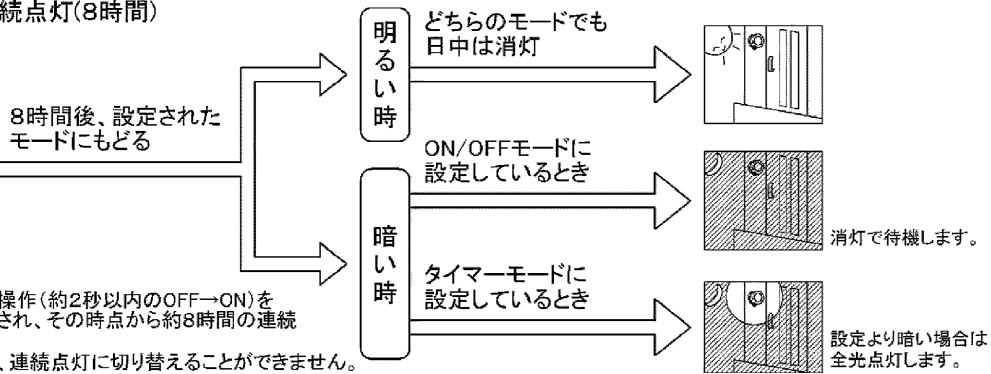 続点灯(8時間)
8時間後、設定された
モードにもどる
明るい時
どちらのモードでも
日中は消灯
暗い時
ON/OFFモードに
設定しているとき
消灯で待機します。
タイマーモードに
設定しているとき
設定より暗い場合は
全光点灯します。
操作(約2秒以内のOFF→ON)を
され、その時点から約8時間の連続
、連続点灯に切り替えることができません。